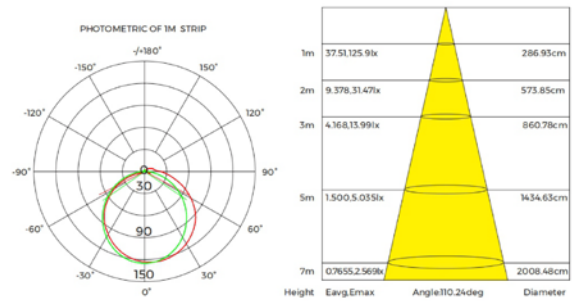 PHOTOMETRIC OF 1M STRIP
-/+180°
-150° 150°
-120° 120°
-90° 90°
-60° 60°
-30° 30°
0°
0
30
90
150
1m 37.51,125.9lx 286.93cm
2m 9.378,31.47lx 573.85cm
3m 4.168,13.99lx 860.78cm
5m 1.500,5.035lx 1434.63cm
7m 0.7655,2.569lx 2008.48cm
Height Eavg,Emax Angle:110.24deg Diameter